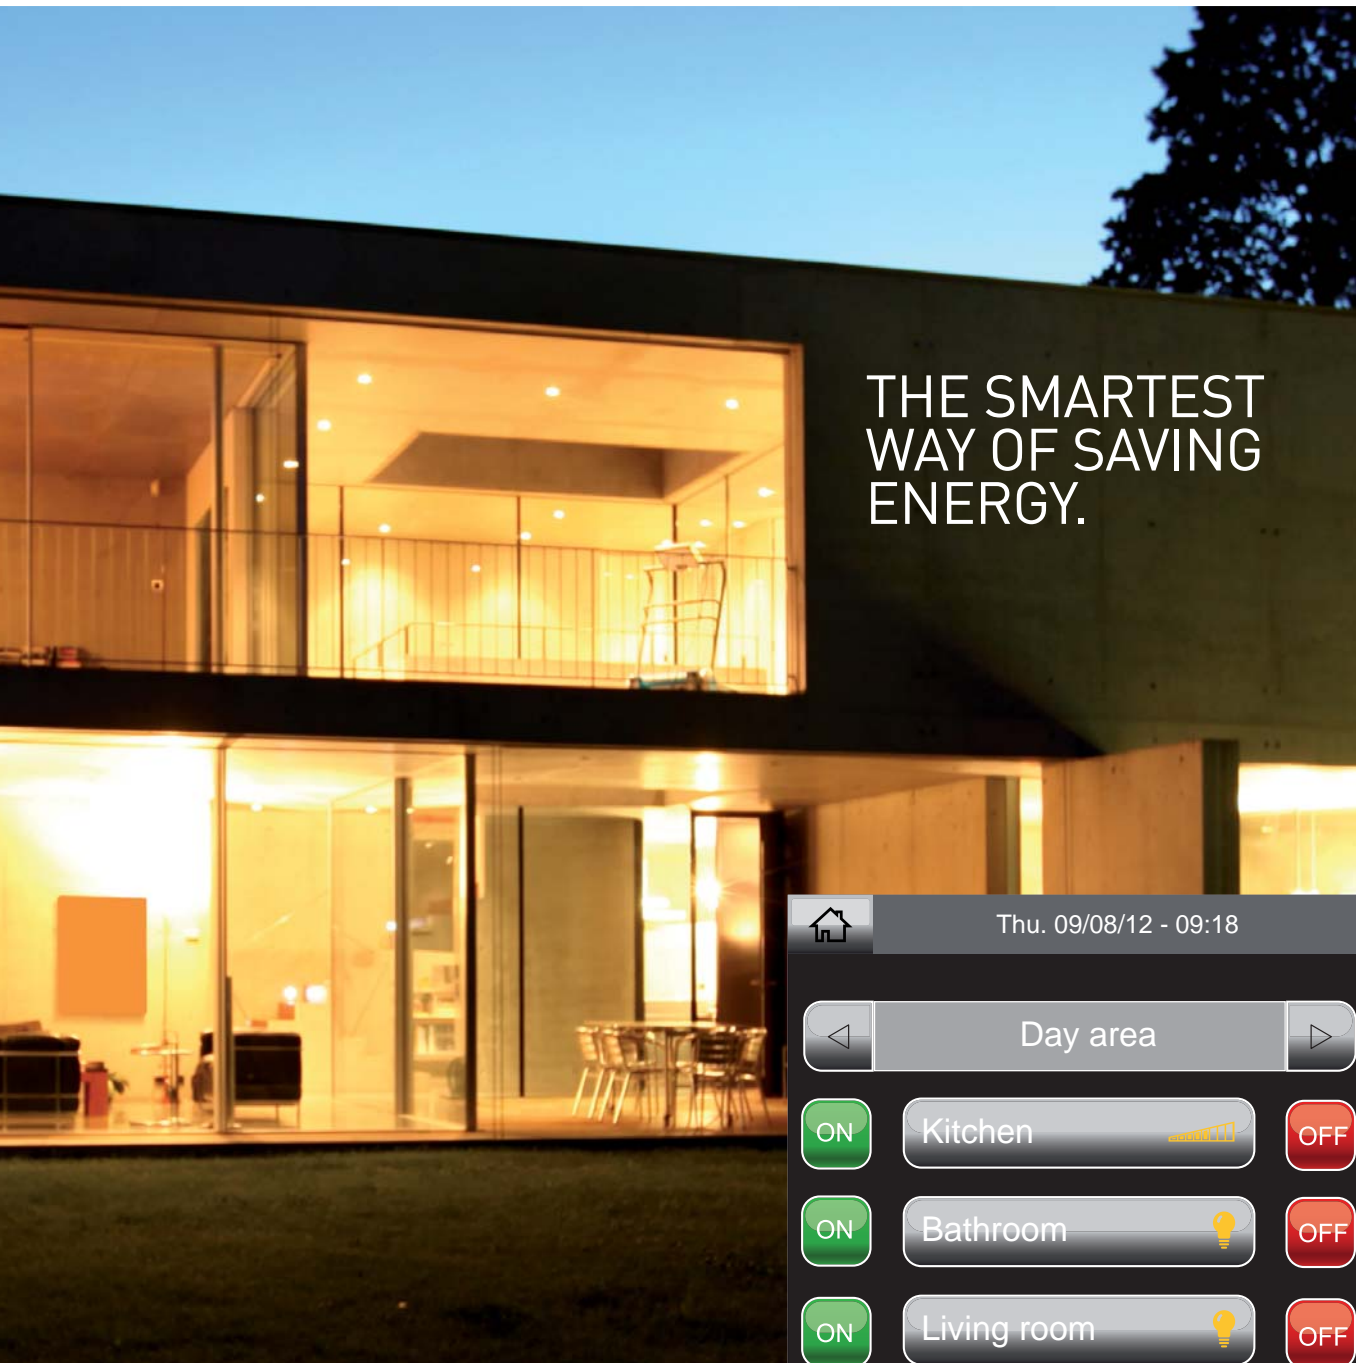 THE SMARTEST
WAY OF SAVING
ENERGY.
Thu. 09/08/12 - 09:18
Day area
ON Kitchen OFF
ON Bathroom OFF
ON Living room OFF